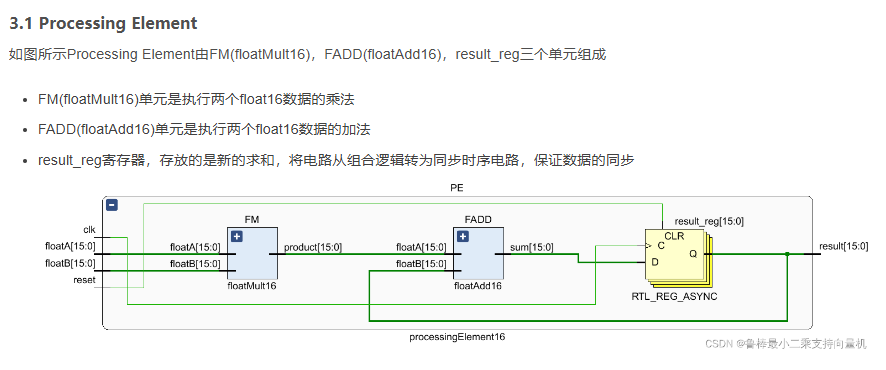 3.1 Processing Element
如图所示Processing Element由FM(floatMult16)，FADD(floatAdd16)，result_reg三个单元组成
FM(floatMult16)单元是执行两个float16数据的乘法
FADD(floatAdd16)单元是执行两个float16数据的加法
result_reg寄存器，存放的是新的求和，将电路从组合逻辑转为同步时序电路，保证数据的同步
PE
clk
floatA[15:0]
floatB[15:0]
reset
FM
floatA[15:0]
floatB[15:0]
product[15:0]
floatMult16
FADD
floatA[15:0]
floatB[15:0]
sum[15:0]
floatAdd16
result_reg[15:0]
CLR
C
D
Q
RTL_REG_ASYNC
result[15:0]
processingElement16
CSDN @鲁棒最小二乘支持向量机